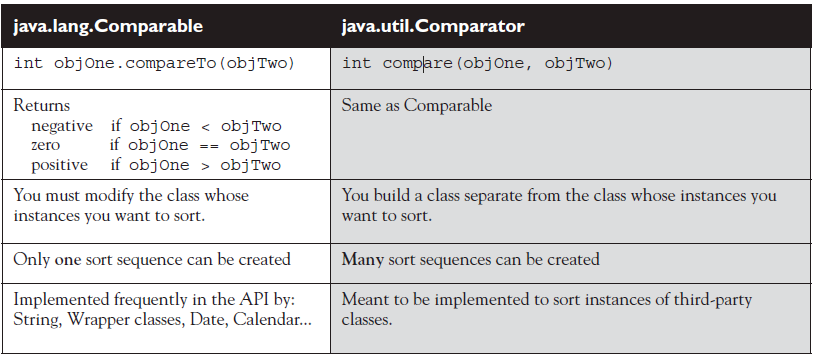 java.lang.Comparable java.util.Comparator
int objOne.compareTo(objTwo) int compare(objOne, objTwo)
Returns Same as Comparable
negative if objOne < objTwo
zero if objOne == objTwo
positive if objOne > objTwo
You must modify the class whose You build a class separate from the class whose instances you
instances you want to sort. want to sort.
Only one sort sequence can be created Many sort sequences can be created
Implemented frequently in the API by: Meant to be implemented to sort instances of third-party
String, Wrapper classes, Date, Calendar... classes.